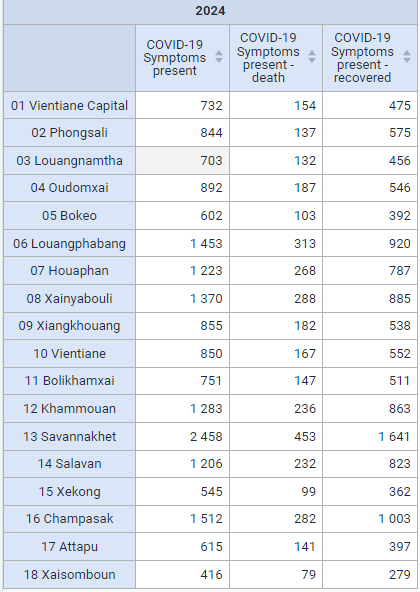 2024
COVID-19 Symptoms present COVID-19 Symptoms present - death COVID-19 Symptoms present - recovered
01 Vientiane Capital 732 154 475
02 Phongsali 844 137 575
03 Louangnamtha 703 132 456
04 Oudomxai 892 187 546
05 Bokeo 602 103 392
06 Louangphabang 1 453 313 920
07 Houaphan 1 223 268 787
08 Xainyabouli 1 370 288 885
09 Xiangkhouang 855 182 538
10 Vientiane 850 167 552
11 Bolikhamxai 751 147 511
12 Khammouan 1 283 236 863
13 Savannakhet 2 458 453 1 641
14 Salavan 1 206 232 823
15 Xekong 545 99 362
16 Champasak 1 512 282 1 003
17 Attapu 615 141 397
18 Xaisomboun 416 79 279